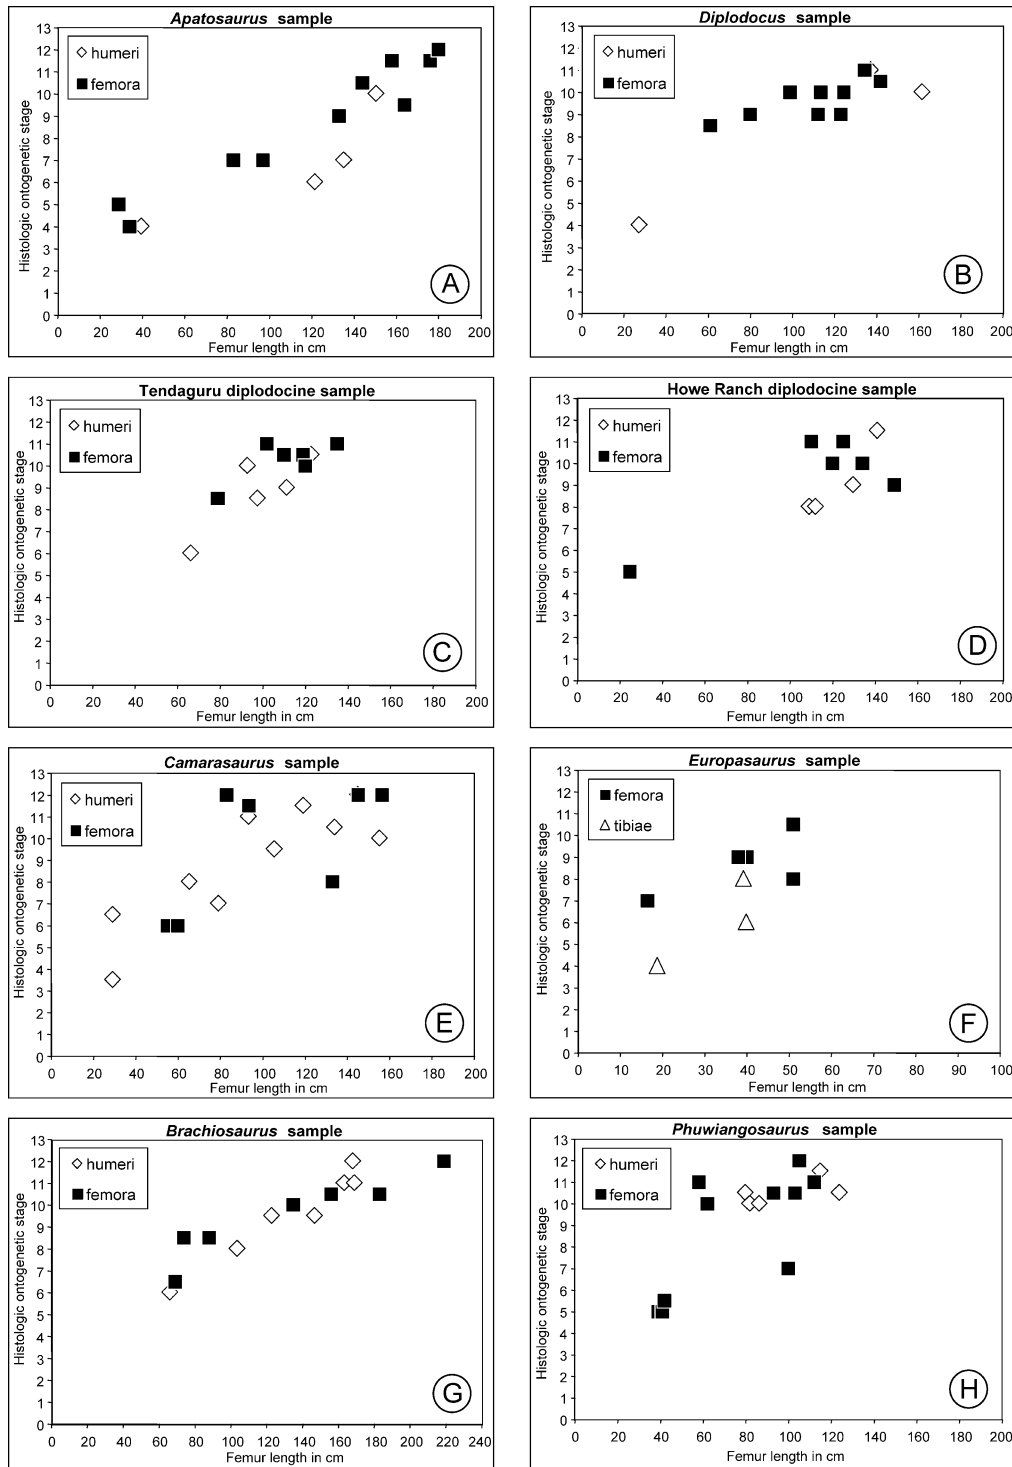 Apatosaurus sample
humeri
femora
Histologic ontogenetic stage
13
12
11
10
9
8
7
6
5
4
3
2
1
0
0 20 40 60 80 100 120 140 160 180 200
Femur length in cm
A
Diplodocus sample
humeri
femora
Histologic ontogenetic stage
13
12
11
10
9
8
7
6
5
4
3
2
1
0
0 20 40 60 80 100 120 140 160 180 200
Femur length in cm
B
Tendaguru diplodocine sample
humeri
femora
Histologic ontogenetic stage
13
12
11
10
9
8
7
6
5
4
3
2
1
0
0 20 40 60 80 100 120 140 160 180 200
Femur length in cm
C
Howe Ranch diplodocine sample
humeri
femora
Histologic ontogenetic stage
13
12
11
10
9
8
7
6
5
4
3
2
1
0
0 20 40 60 80 100 120 140 160 180 200
Femur length in cm
D
Camarasaurus sample
humeri
femora
Histologic ontogenetic stage
13
12
11
10
9
8
7
6
5
4
3
2
1
0
0 20 40 60 80 100 120 140 160 180 200
Femur length in cm
E
Europasaurus sample
femora
tibiae
Histologic ontogenetic stage
13
12
11
10
9
8
7
6
5
4
3
2
1
0
0 10 20 30 40 50 60 70 80 90 100
Femur length in cm
F
Brachiosaurus sample
humeri
femora
Histologic ontogenetic stage
13
12
11
10
9
8
7
6
5
4
3
2
1
0
0 20 40 60 80 100 120 140 160 180 200 220 240
Femur length in cm
G
Phuwiangosaurus sample
humeri
femora
Histologic ontogenetic stage
13
12
11
10
9
8
7
6
5
4
3
2
1
0
0 20 40 60 80 100 120 140 160 180 200
Femur length in cm
H